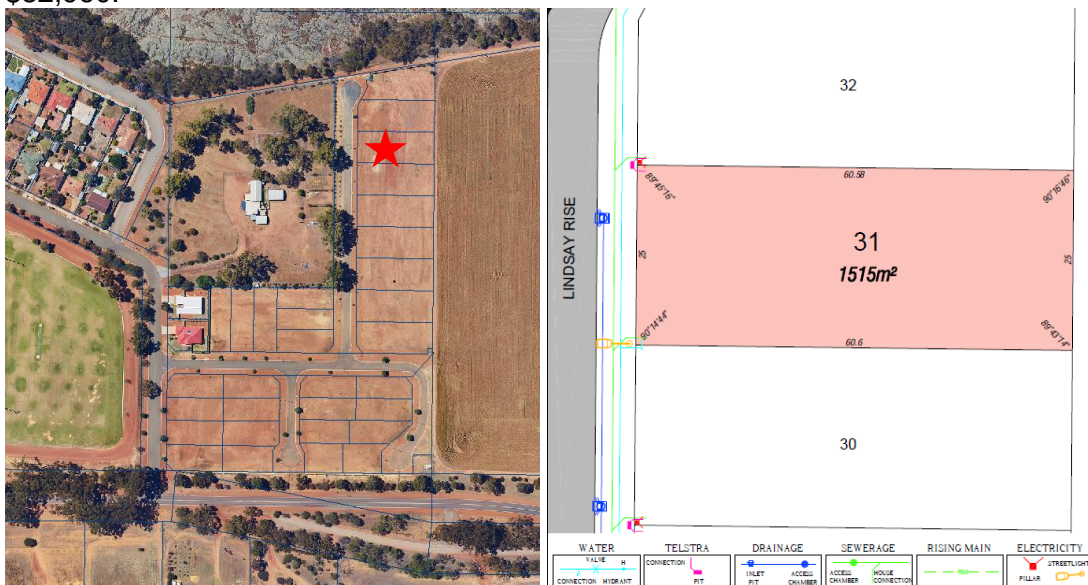 32
89°45'16"
60.58
90°16'46"
LINDSAY RISE
25
31
1515m²
25
90°14'44"
60.6
89°43'14"
30
WATER
VALVE
H
CONNECTION
HYDRANT
TELSTRA
CONNECTION
PIT
DRAINAGE
INLET
PIT
ACCESS
CHAMBER
SEWERAGE
ACCESS
CHAMBER
HOUSE
CONNECTION
RISING MAIN
RM
ELECTRICITY
STREETLIGHT
PILLAR